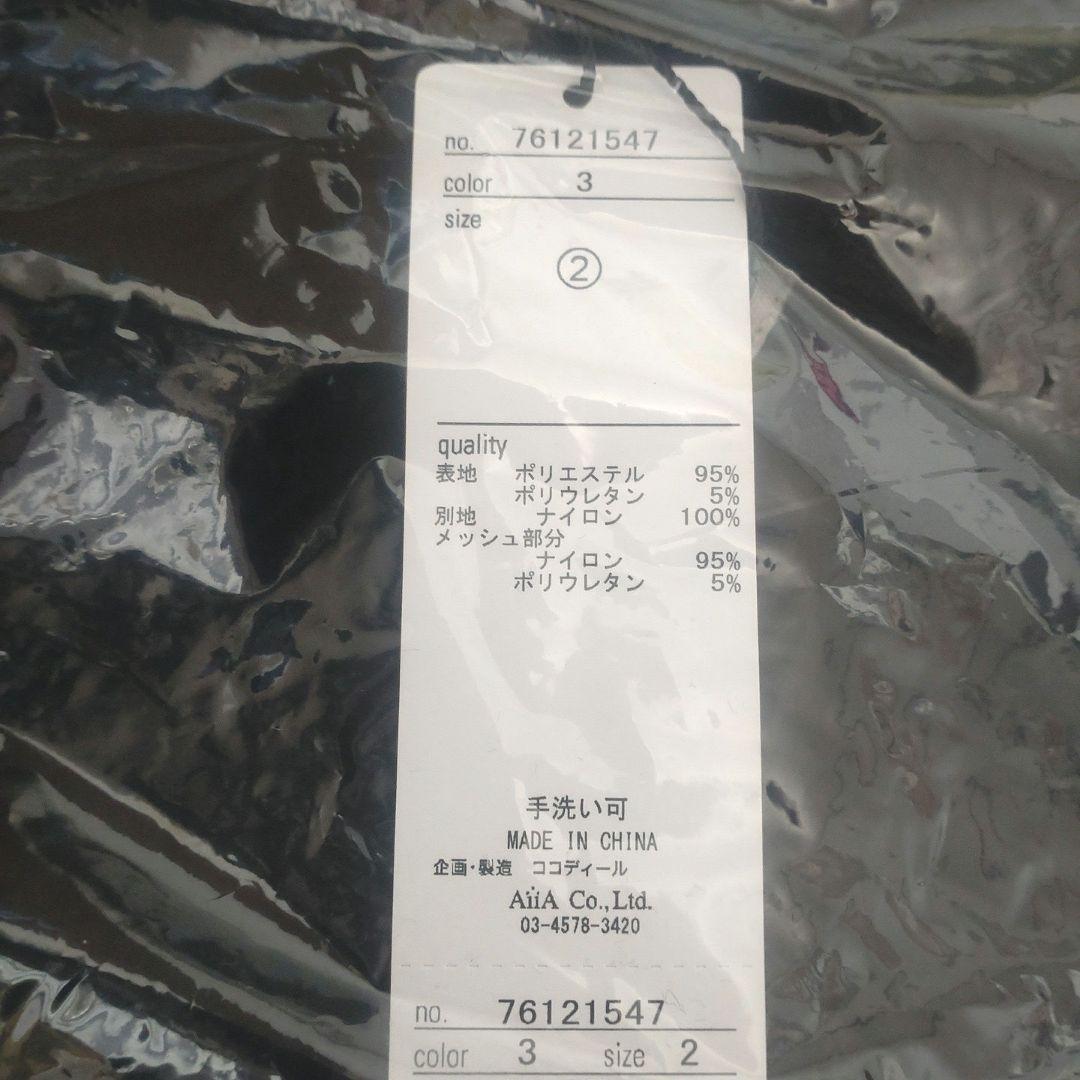 no. 76121547
color 3
size
②
quality
表地 ポリエステル 95%
ポリウレタン 5%
別地 ナイロン 100%
メッシュ部分
ナイロン 95%
ポリウレタン 5%
手洗い可
MADE IN CHINA
企画・製造 ココディール
AiiA Co.,Ltd.
03-4578-3420
no. 76121547
color 3 size 2